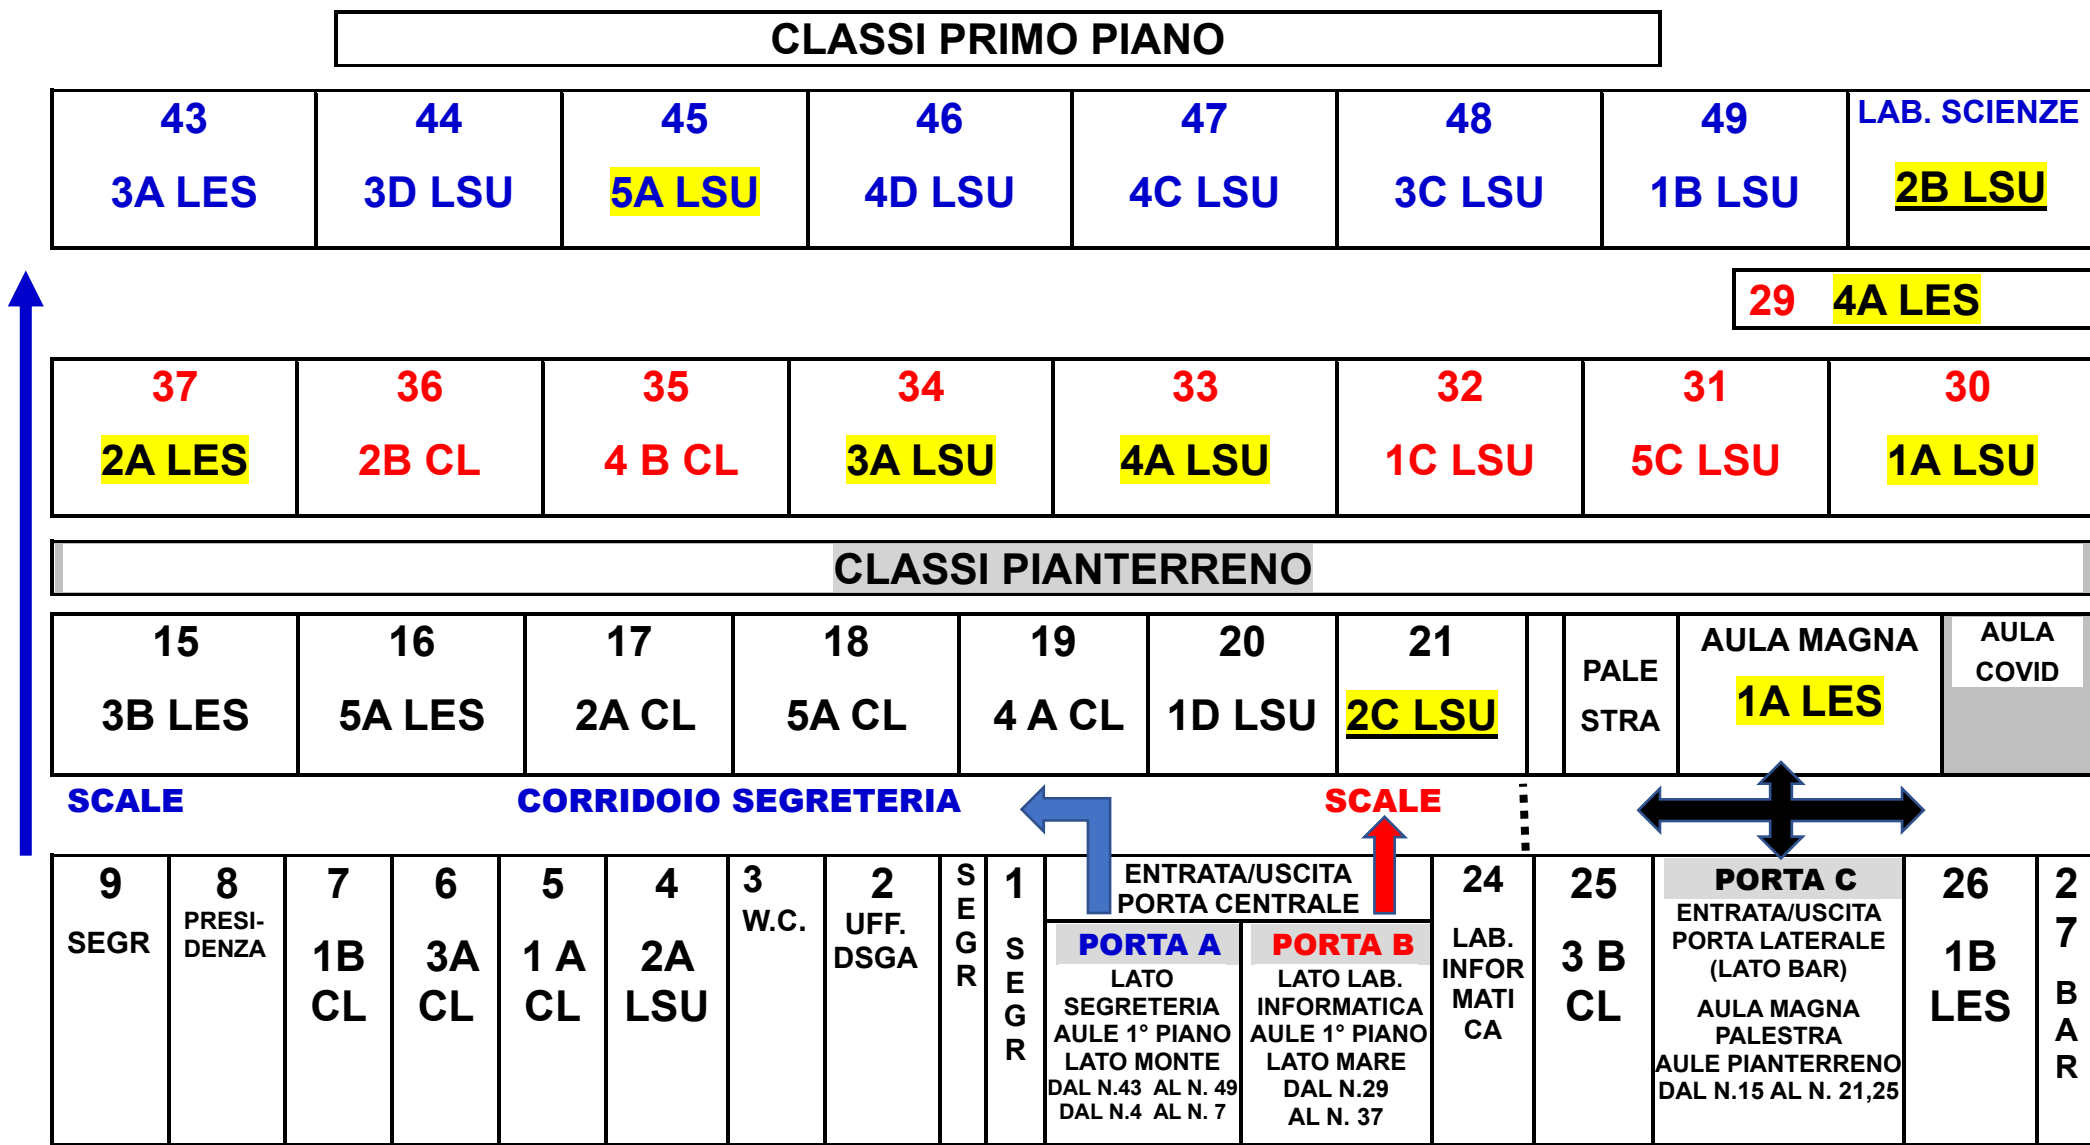 CLASSI PRIMO PIANO
43
3A LES
44
3D LSU
45
5A LSU
46
4D LSU
47
4C LSU
48
3C LSU
49
1B LSU
LAB. SCIENZE
2B LSU
29 4A LES
37
2A LES
36
2B CL
35
4 B CL
34
3A LSU
33
4A LSU
32
1C LSU
31
5C LSU
30
1A LSU
CLASSI PIANTERRENO
15
3B LES
16
5A LES
17
2A CL
18
5A CL
19
4 A CL
20
1D LSU
21
2C LSU
PALE
STRA
AULA MAGNA
1A LES
AULA
COVID
SCALE
CORRIDOIO SEGRETERIA
SCALE
9
SEGR
8
PRESI-
DENZA
7
1B
CL
6
3A
CL
5
1 A
CL
4
2A
LSU
3
W.C.
2
UFF.
DSGA
S
E
G
R
1
S
E
G
R
ENTRATA/USCITA
PORTA CENTRALE
PORTA A
LATO
SEGRETERIA
AULE 1° PIANO
LATO MONTE
DAL N.43 AL N. 49
DAL N.4 AL N. 7
PORTA B
LATO LAB.
INFORMATICA
AULE 1° PIANO
LATO MARE
DAL N.29
AL N. 37
24
LAB.
INFOR
MATI
CA
25
3 B
CL
PORTA C
ENTRATA/USCITA
PORTA LATERALE
(LATO BAR)
AULA MAGNA
PALESTRA
AULE PIANTERRENO
DAL N.15 AL N. 21,25
26
1B
LES
2
7
B
A
R